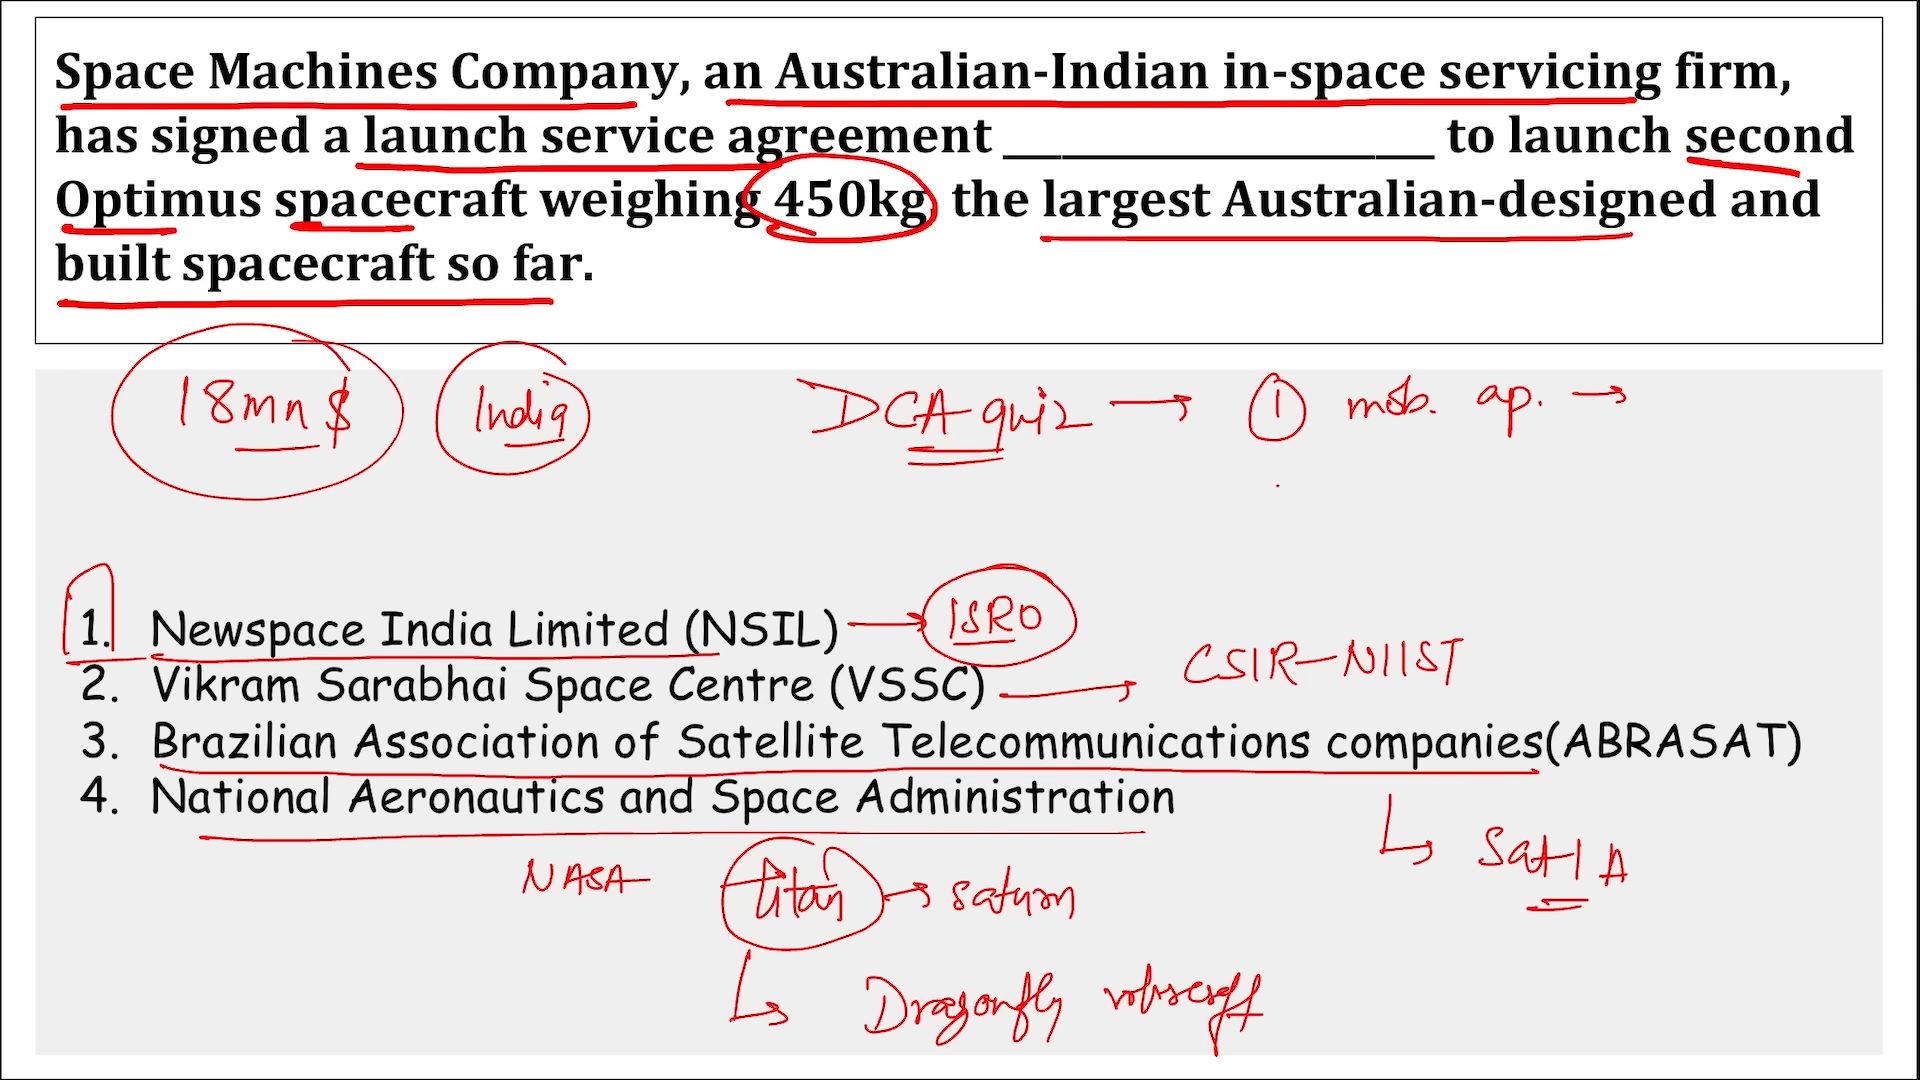 Space Machines Company, an Australian-Indian in-space servicing firm,
has signed a launch service agreement __________________ to launch second
Optimus spacecraft weighing 450kg, the largest Australian-designed and
built spacecraft so far.
18mn $ India DCA quiz → ① mob. ap. →
1. Newspace India Limited (NSIL) → ISRO
2. Vikram Sarabhai Space Centre (VSSC) → CSIR-NIIST
3. Brazilian Association of Satellite Telecommunications companies(ABRASAT)
4. National Aeronautics and Space Administration
NASA titan → saturn
Dragonfly